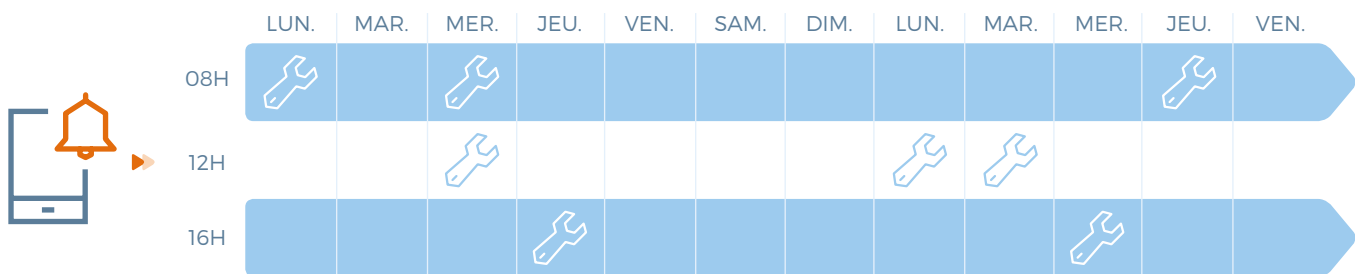 LUN. MAR. MER. JEU. VEN. SAM. DIM. LUN. MAR. MER. JEU. VEN.
08H
12H
16H